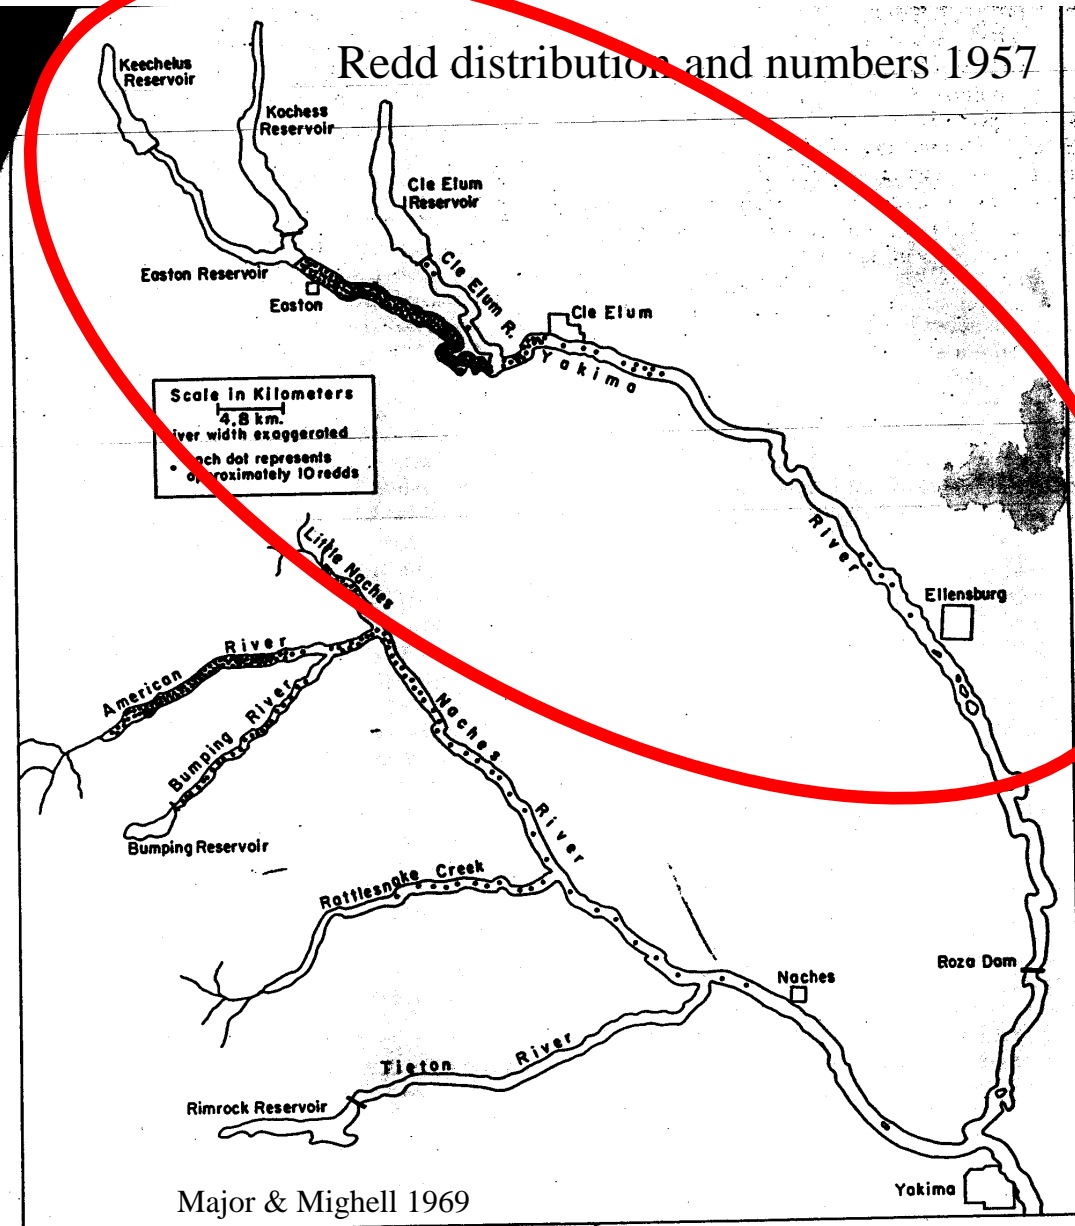 Redd distribution and numbers 1957
Keechelus
Reservoir
Kachess
Reservoir
Cle Elum
Reservoir
Cle Elum R.
Easton Reservoir
Easton
Cle Elum
Yakima
River
Scale in Kilometers
4.8 km.
river width exaggerated
each dot represents
approximately 10 redds
Little Naches
Ellensburg
American River
Bumping River
Naches River
Bumping Reservoir
Rattlesnake Creek
Roza Dam
Naches
Tieton River
Rimrock Reservoir
Yakima
Major & Mighell 1969